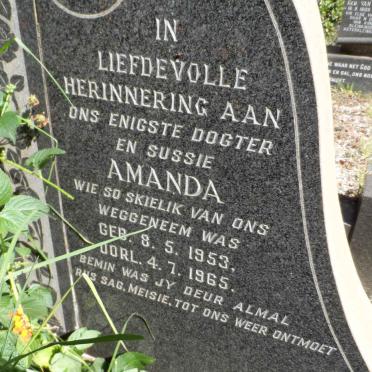 IN
LIEFDEVOLLE
HERINNERING AAN
ONS ENIGSTE DOGTER
EN SUSSIE
AMANDA
WIE SO SKIELIK VAN ONS
WEGGENEEM WAS
GEB. 8. 5. 1953.
OORL. 4. 7. 1965.
BEMIN WAS JY DEUR ALMAL
RUS SAG, MEISIE, TOT ONS WEER ONTMOET